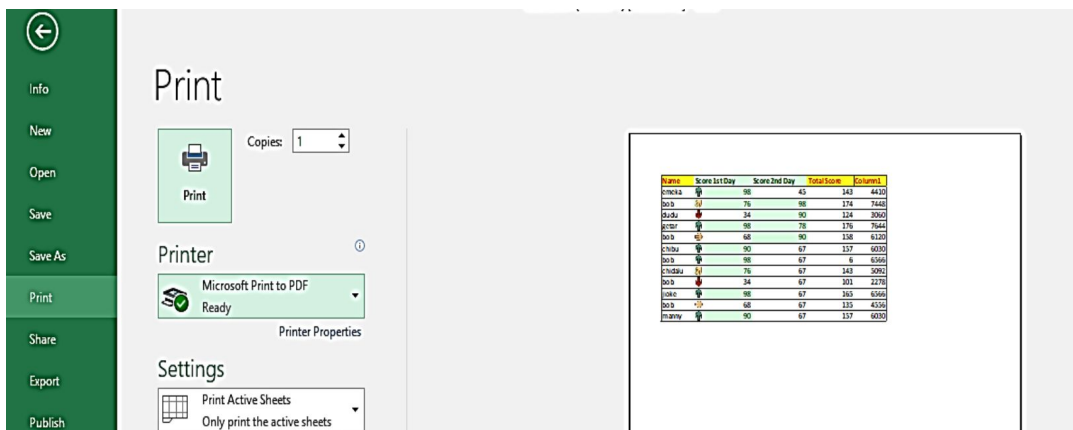 Info
New
Open
Save
Save As
Print
Share
Export
Publish
Print
Copies: 1
Print
Printer
Microsoft Print to PDF
Ready
Printer Properties
Settings
Print Active Sheets
Only print the active sheets
Name Score 1st Day Score 2nd Day Total Score Column1
emeka 98 45 143 4410
bob 76 98 174 7448
dudu 34 90 124 3060
getar 98 78 176 7644
bob 68 90 158 6120
chibu 90 67 157 6030
bob 98 67 6 6566
chidalu 76 67 143 5092
bob 34 67 101 2278
joke 98 67 165 6566
bob 68 67 135 4556
manny 90 67 157 6030